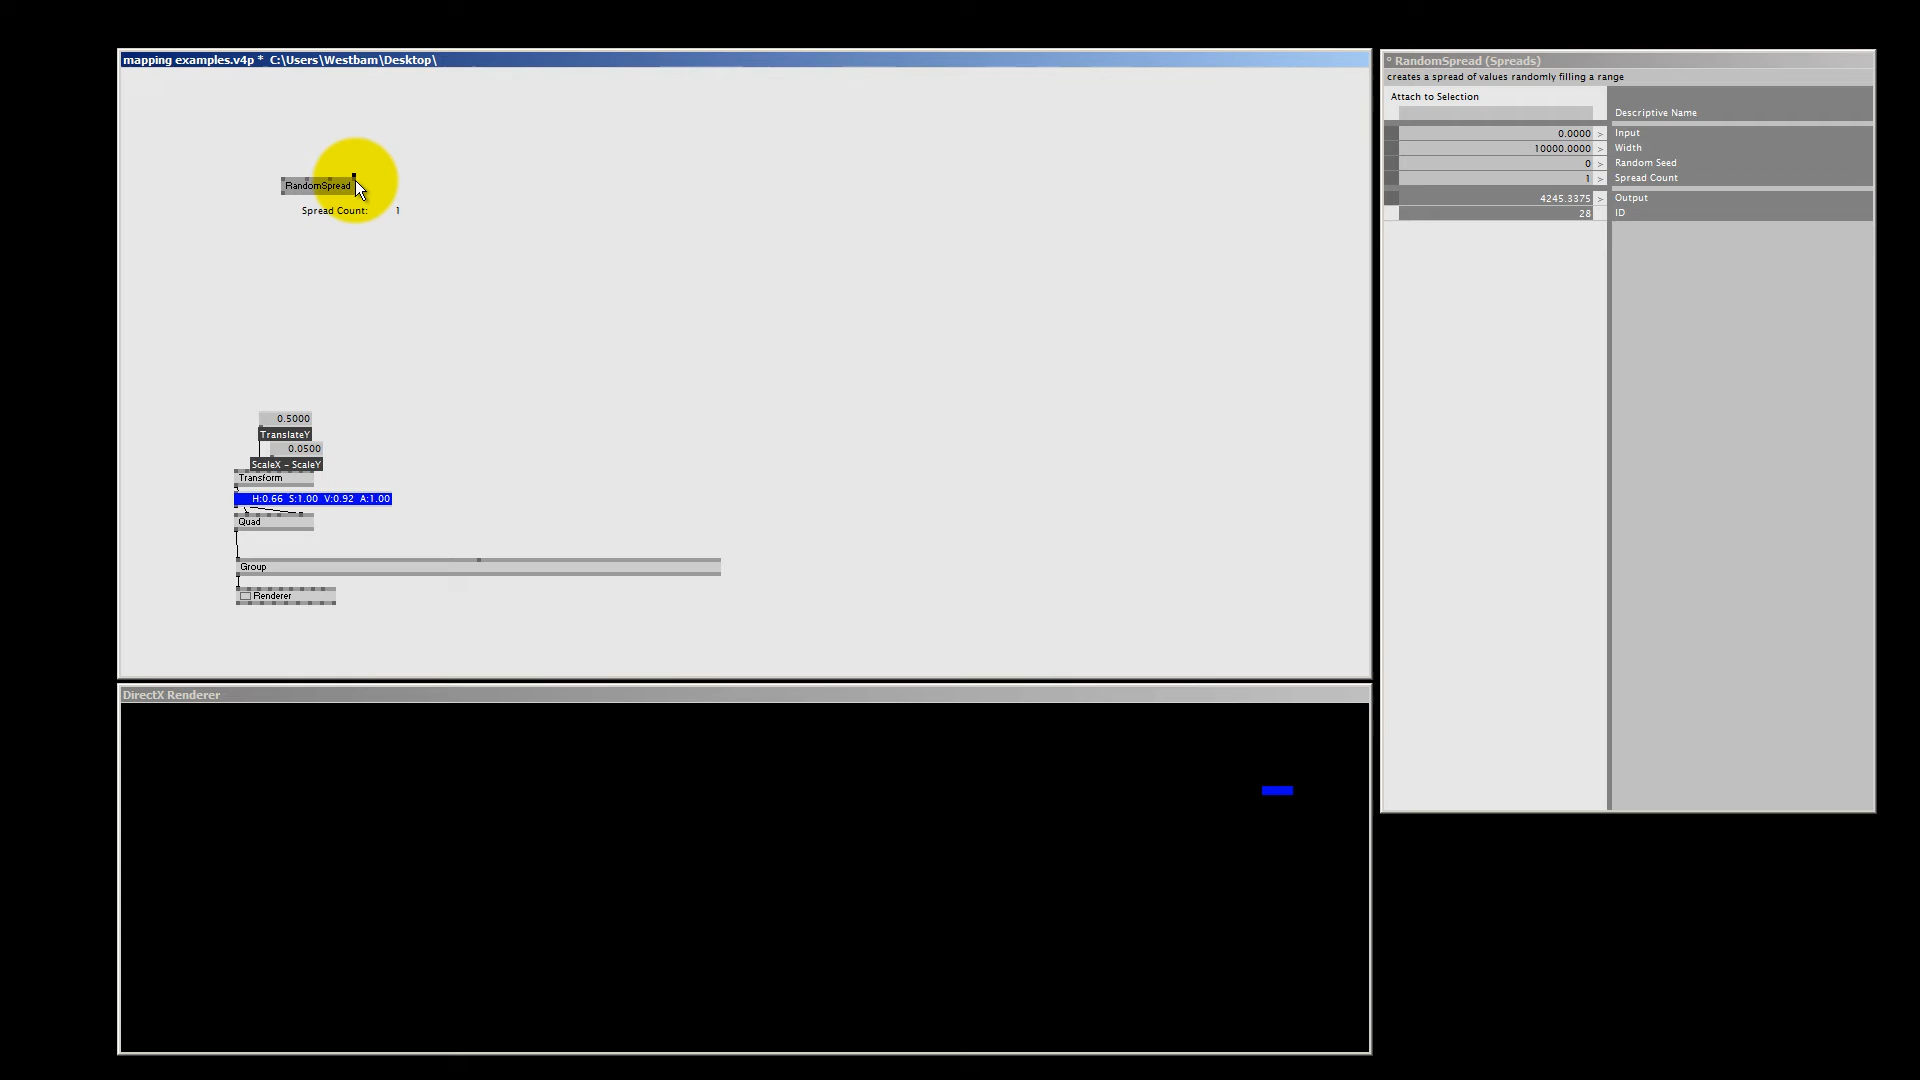 mapping examples.v4p *  C:\Users\Westbam\Desktop\
RandomSpread
Spread Count: 1
0.5000
TranslateY
0.0500
ScaleX - ScaleY
Transform
H:0.66 S:1.00 V:0.92 A:1.00
Quad
Group
Renderer
DirectX Renderer
° RandomSpread (Spreads)
creates a spread of values randomly filling a range
Attach to Selection
Descriptive Name
0.0000 > Input
10000.0000 > Width
0 > Random Seed
1 > Spread Count
4245.3375 > Output
28 ID